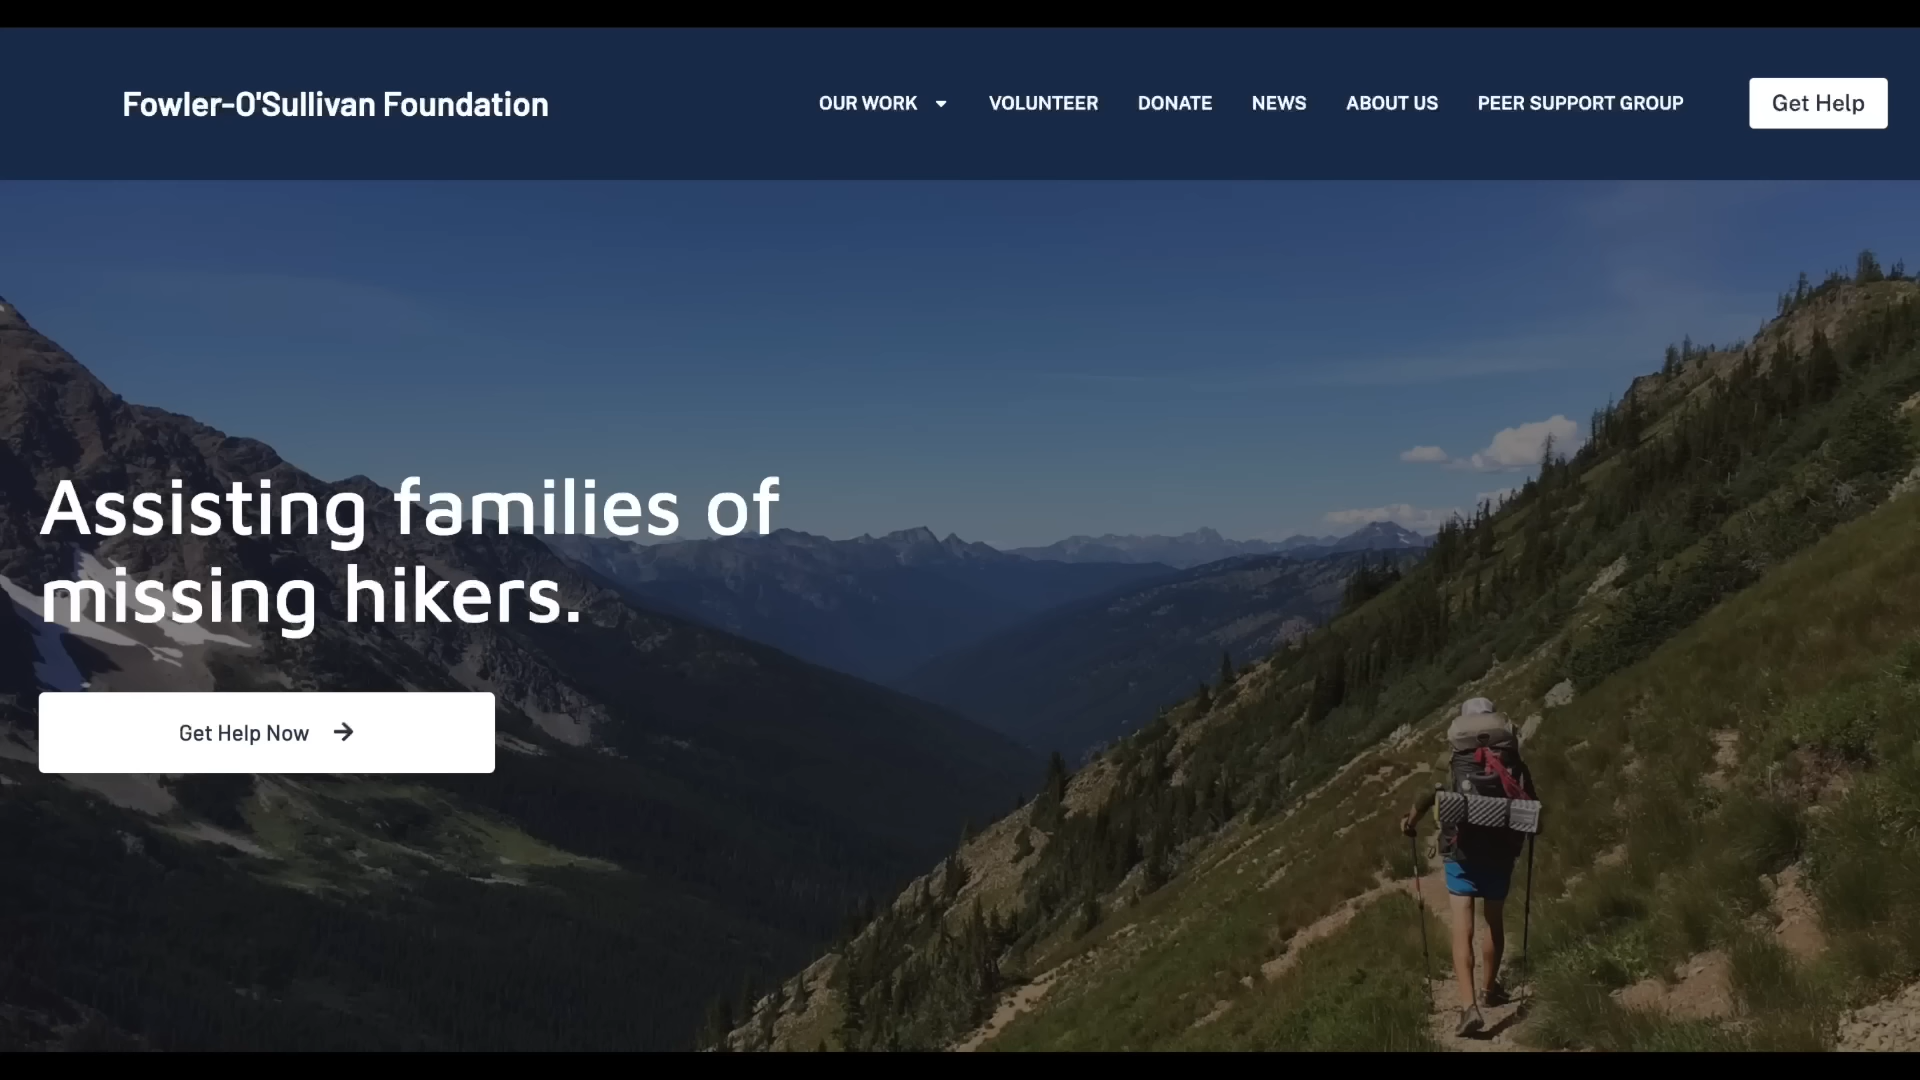 Fowler-O'Sullivan Foundation
OUR WORK
VOLUNTEER
DONATE
NEWS
ABOUT US
PEER SUPPORT GROUP
Get Help
Assisting families of
missing hikers.
Get Help Now